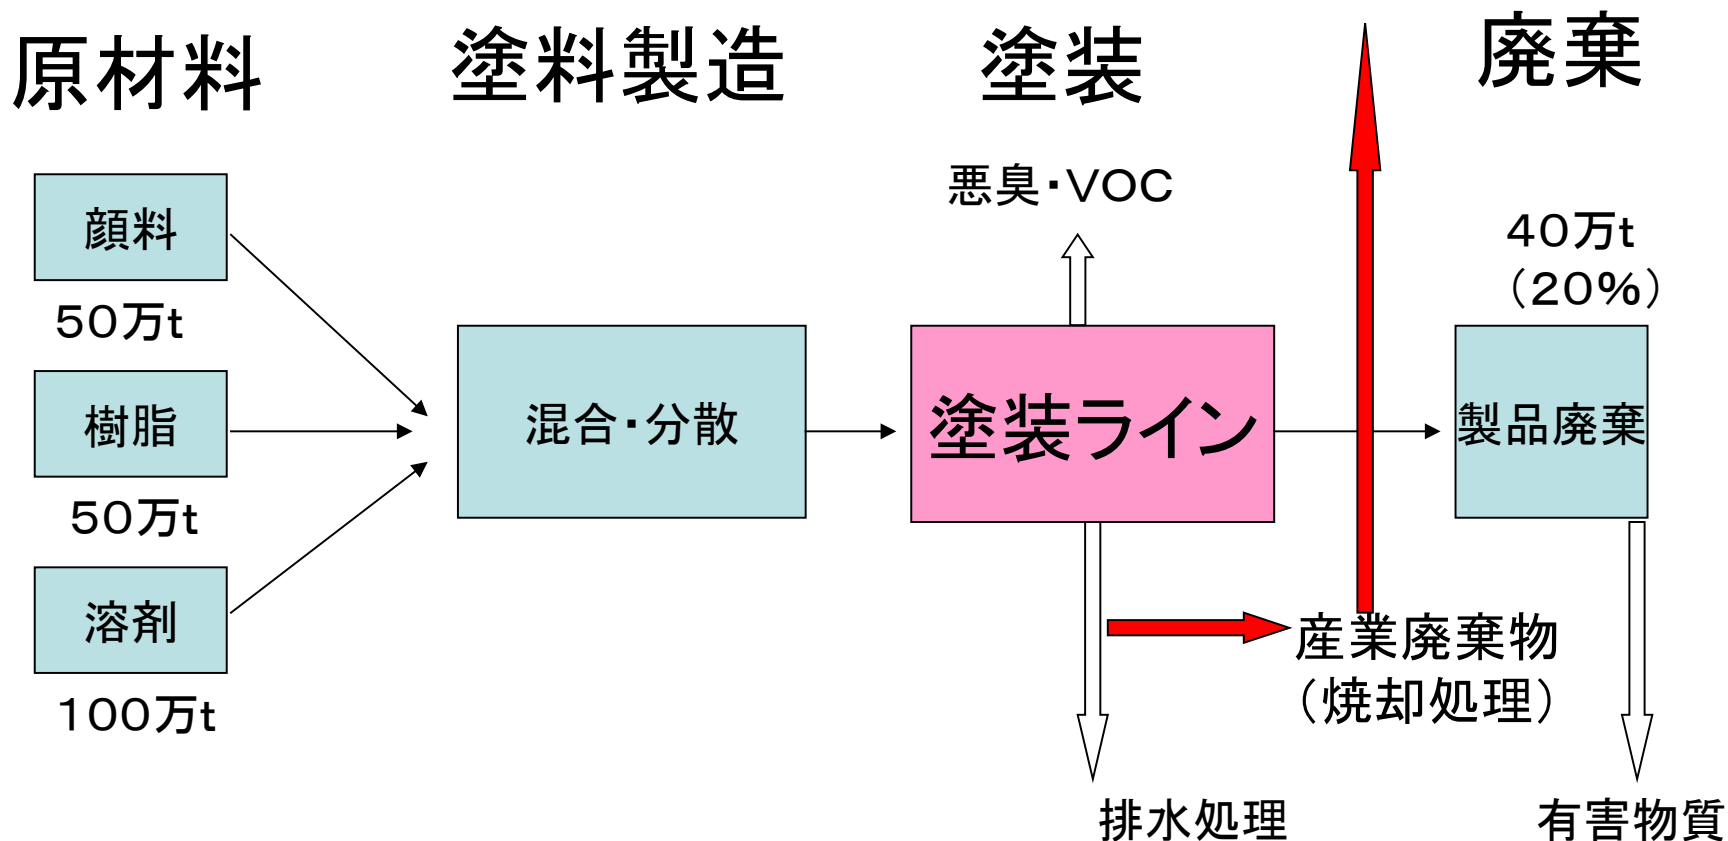 原材料
塗料製造
塗装
廃棄
顔料
50万t
樹脂
50万t
溶剤
100万t
混合・分散
悪臭・VOC
塗装ライン
排水処理
産業廃棄物
（焼却処理）
40万t
（20%）
製品廃棄
有害物質